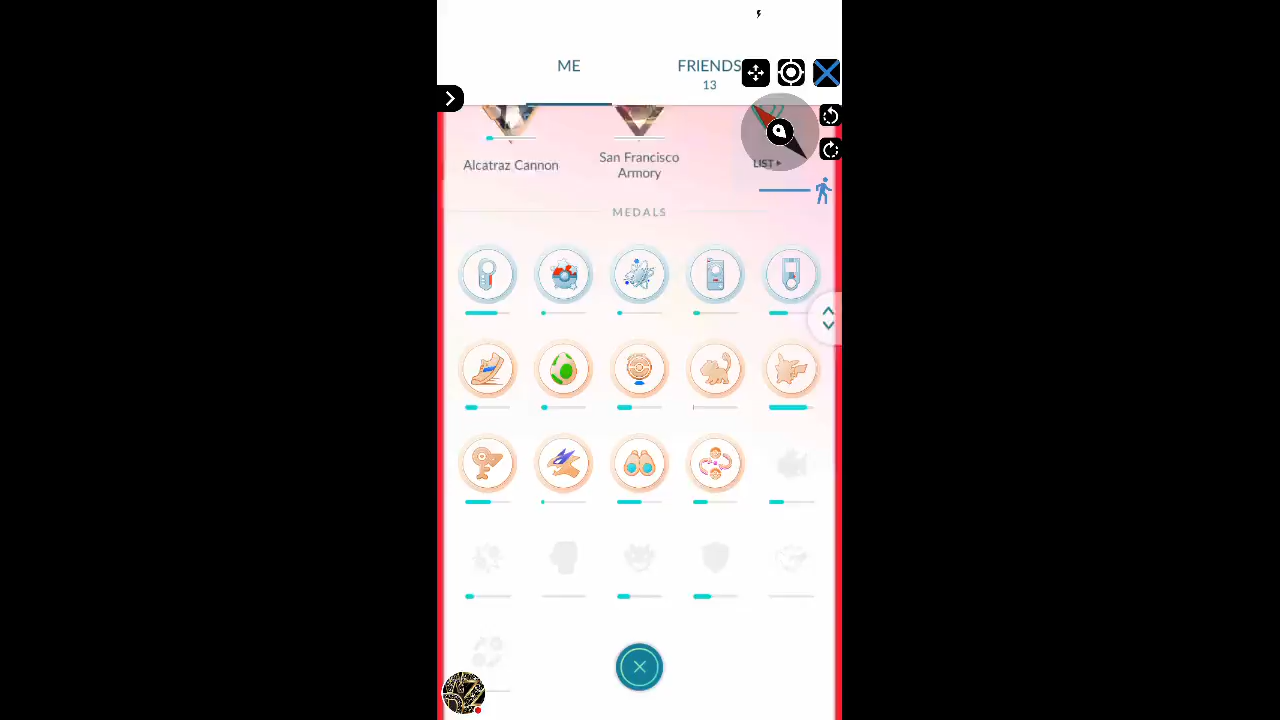 ME
FRIENDS
13
Alcatraz Cannon
San Francisco
Armory
LIST
MEDALS